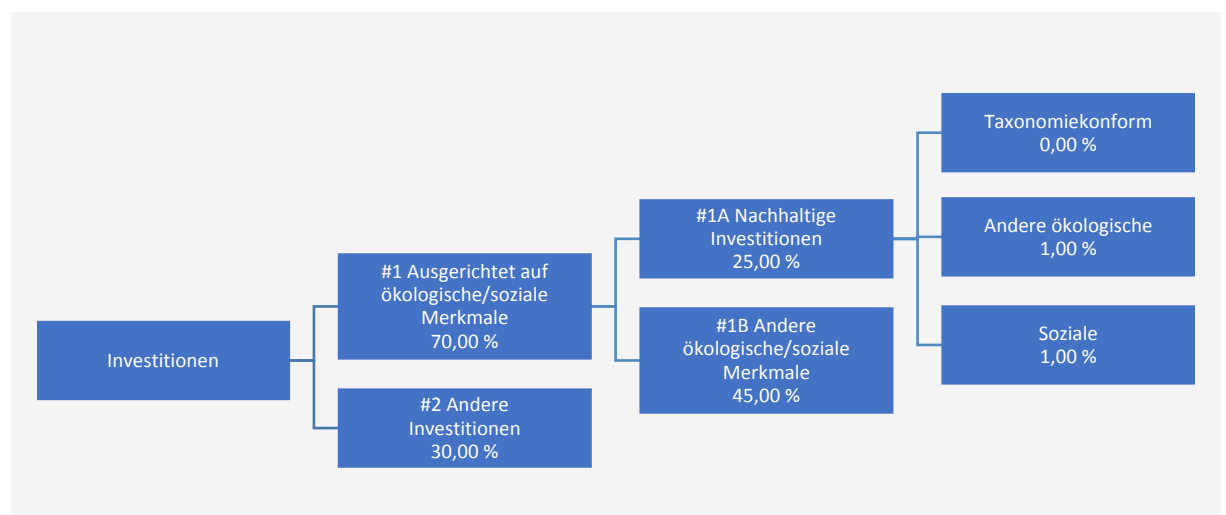 Investitionen
#1 Ausgerichtet auf
ökologische/soziale
Merkmale
70,00 %
#2 Andere
Investitionen
30,00 %
#1A Nachhaltige
Investitionen
25,00 %
#1B Andere
ökologische/soziale
Merkmale
45,00 %
Taxonomiekonform
0,00 %
Andere ökologische
1,00 %
Soziale
1,00 %